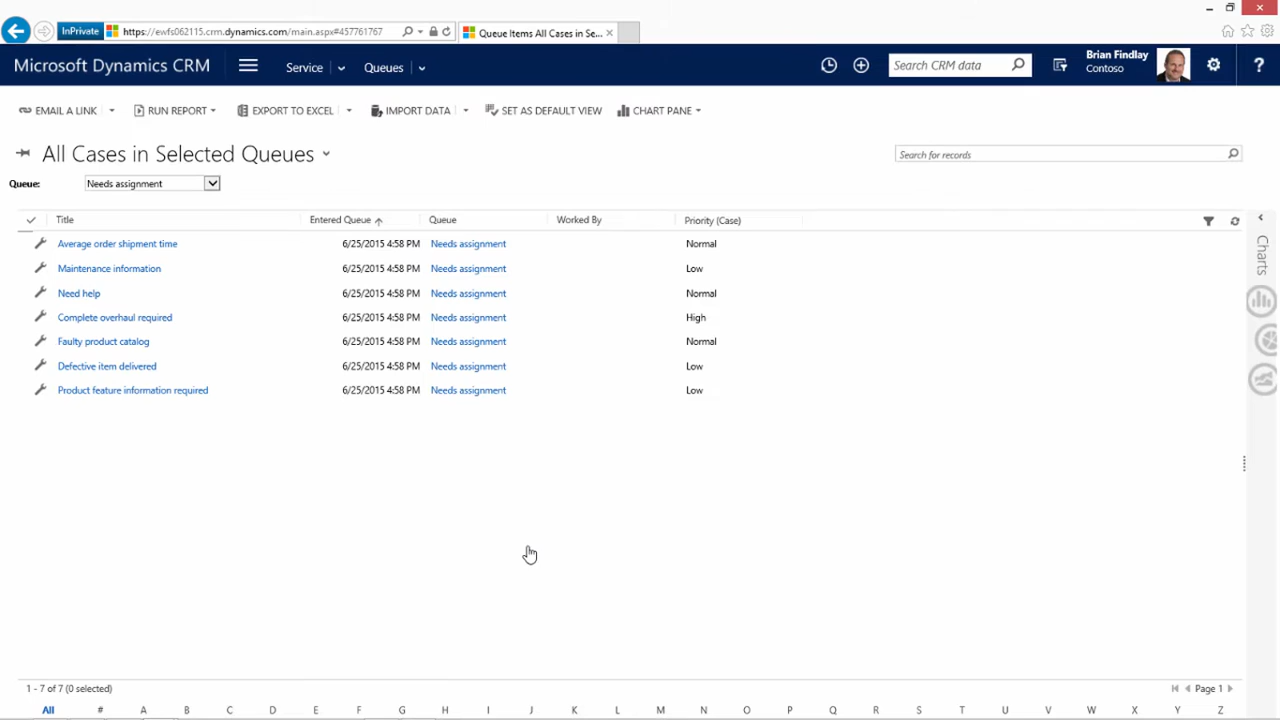 InPrivate https://ewfs062115.crm.dynamics.com/main.aspx#457761767 Queue Items All Cases in Se...
Microsoft Dynamics CRM Service Queues Search CRM data Brian Findlay
Contoso ?
EMAIL A LINK RUN REPORT EXPORT TO EXCEL IMPORT DATA SET AS DEFAULT VIEW CHART PANE
All Cases in Selected Queues Search for records
Queue: Needs assignment
Title Entered Queue Queue Worked By Priority (Case)
Average order shipment time 6/25/2015 4:58 PM Needs assignment Normal
Maintenance information 6/25/2015 4:58 PM Needs assignment Low
Need help 6/25/2015 4:58 PM Needs assignment Normal
Complete overhaul required 6/25/2015 4:58 PM Needs assignment High
Faulty product catalog 6/25/2015 4:58 PM Needs assignment Normal
Defective item delivered 6/25/2015 4:58 PM Needs assignment Low
Product feature information required 6/25/2015 4:58 PM Needs assignment Low
Charts
1 - 7 of 7 (0 selected) Page 1
All # A B C D E F G H I J K L M N O P Q R S T U V W X Y Z